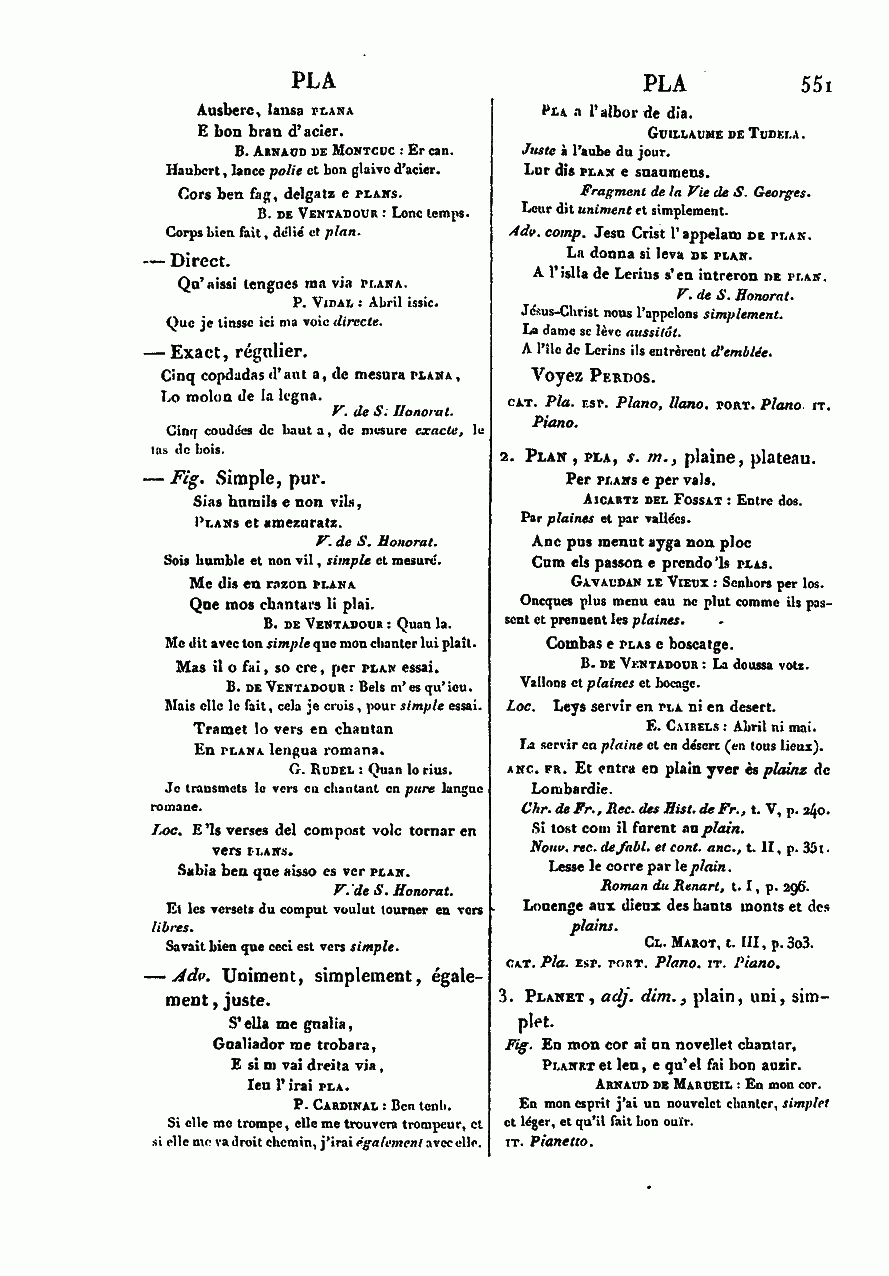 PLA
Ausberc, lansa PLANA
E bon bran d'acier.
B. ARNAUD DE MONTCUC : Er can.
Haubert, lance polie et bon glaive d'acier.
Cors ben fag, delgatz e PLANS.
B. DE VENTADOUR : Lonc temps.
Corps bien fait, délié et plan.
— Direct.
Qu'aissi tengues ma via PLANA.
P. VIDAL : Abril issic.
Que je tinsse ici ma voie directe.
— Exact, régulier.
Cinq copdadas d'aut a, de mesura PLANA,
Lo molon de la legna.
V. de S. Honorat.
Cinq coudées de haut a, de mesure exacte, le
tas de bois.
— Fig. Simple, pur.
Sias humils e non vils,
PLANS et amezuratz.
V. de S. Honorat.
Sois humble et non vil, simple et mesuré.
Me dis en razon PLANA
Que mos chantars li plai.
B. DE VENTADOUR : Quan la.
Me dit avec ton simple que mon chanter lui plaît.
Mas il o fai, so cre, per PLAN essai.
B. DE VENTADOUR : Bels m'es qu'ieu.
Mais elle le fait, cela je crois, pour simple essai.
Tramet lo vers en chantan
En PLANA lengua romana.
G. RUDEL : Quan lo rius.
Je transmets le vers en chantant en pure langue
romane.
Loc. E'ls verses del compost volc tornar en
vers PLANS.
Sabia ben que aisso es ver PLAN.
V. de S. Honorat.
Et les versets du comput voulut tourner en vers
libres.
Savait bien que ceci est vers simple.
— Adv. Uniment, simplement, égale-
ment, juste.
S'ella me gualia,
Gualiador me trobara,
E si m vai dreita via,
Ieu l'irai PLA.
P. CARDINAL : Ben tenh.
Si elle me trompe, elle me trouvera trompeur, et
si elle me va droit chemin, j'irai également avec elle.
PLA 551
PLA a l'albor de dia.
GUILLAUME DE TUDELA.
Juste à l'aube du jour.
Lur dis PLAN e suaumens.
Fragment de la Vie de S. Georges.
Leur dit uniment et simplement.
Adv. comp. Jesu Crist l'appelam DE PLAN.
La donna si leva DE PLAN.
A l'islla de Lerius s'en intreron DE PLAN.
V. de S. Honorat.
Jésus-Christ nous l'appelons simplement.
La dame se lève aussitôt.
A l'île de Lerins ils entrèrent d'emblée.
Voyez PERDOS.
CAT. Pla. ESP. Plano, llano. PORT. Plano. IT.
Piano.
2. PLAN, PLA, s. m., plaine, plateau.
Per PLANS e per vals.
AICARTZ DEL FOSSAT : Entre dos.
Par plaines et par vallées.
Anc pus menut ayga non ploc
Cum els passon e prendo'ls PLAS.
GAVAUDAN LE VIEUX : Senhors per los.
Oncques plus menu eau ne plut comme ils pas-
sent et prennent les plaines.
Combas e PLAS e boscatge.
B. DE VENTADOUR : La doussa votz.
Vallons et plaines et bocage.
Loc. Leys servir en PLA ni en desert.
E. CAIRELS : Abril ni mai.
La servir en plaine et en désert (en tous lieux).
ANC. FR. Et entra en plain yver ès plainz de
Lombardie.
Chr. de Fr., Rec. des Hist. de Fr., t. V, p. 240.
Si tost com il furent au plain.
Nouv. rec. de fabl. et cont. anc., t. II, p. 351.
Lesse le corre par le plain.
Roman du Renart, t. I, p. 296.
Louenge aux dieux des hauts monts et des
plains.
CL. MAROT, t. III, p. 303.
CAT. Pla. ESP. PORT. Plano. IT. Piano.
3. PLANET, adj. dim., plain, uni, sim-
plet.
Fig. En mon cor ai un novellet chantar,
PLANET et leu, e qu'el fai bon auzir.
ARNAUD DE MARUEIL : En mon cor.
En mon esprit j'ai un nouvelet chanter, simplet
et léger, et qu'il fait bon ouïr.
IT. Pianetto.